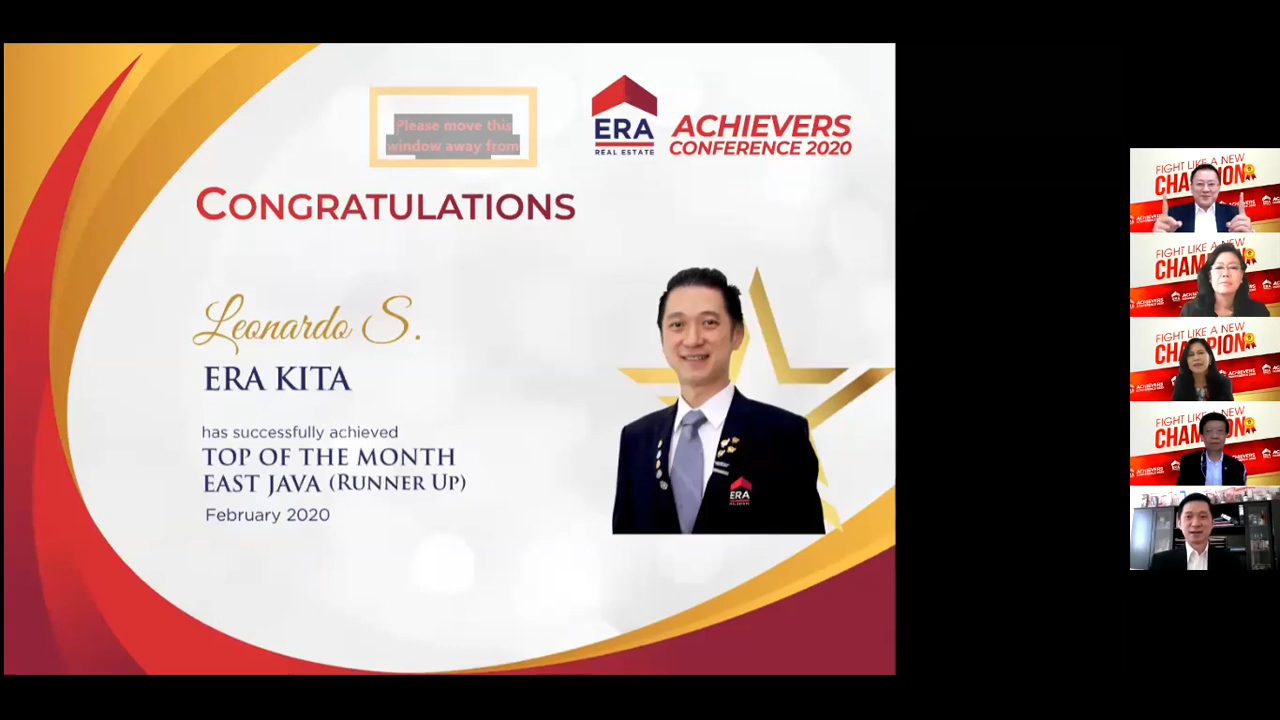 Please move this
window away from
ERA
REAL ESTATE
ACHIEVERS
CONFERENCE 2020
CONGRATULATIONS
Leonardo S.
ERA KITA
has successfully achieved
TOP OF THE MONTH
EAST JAVA (RUNNER UP)
February 2020
ERA
FIGHT LIKE A NEW
CHAMPION
FIGHT LIKE A NEW
FIGHT LIKE A NEW
CHAMPION
FIGHT LIKE A NEW